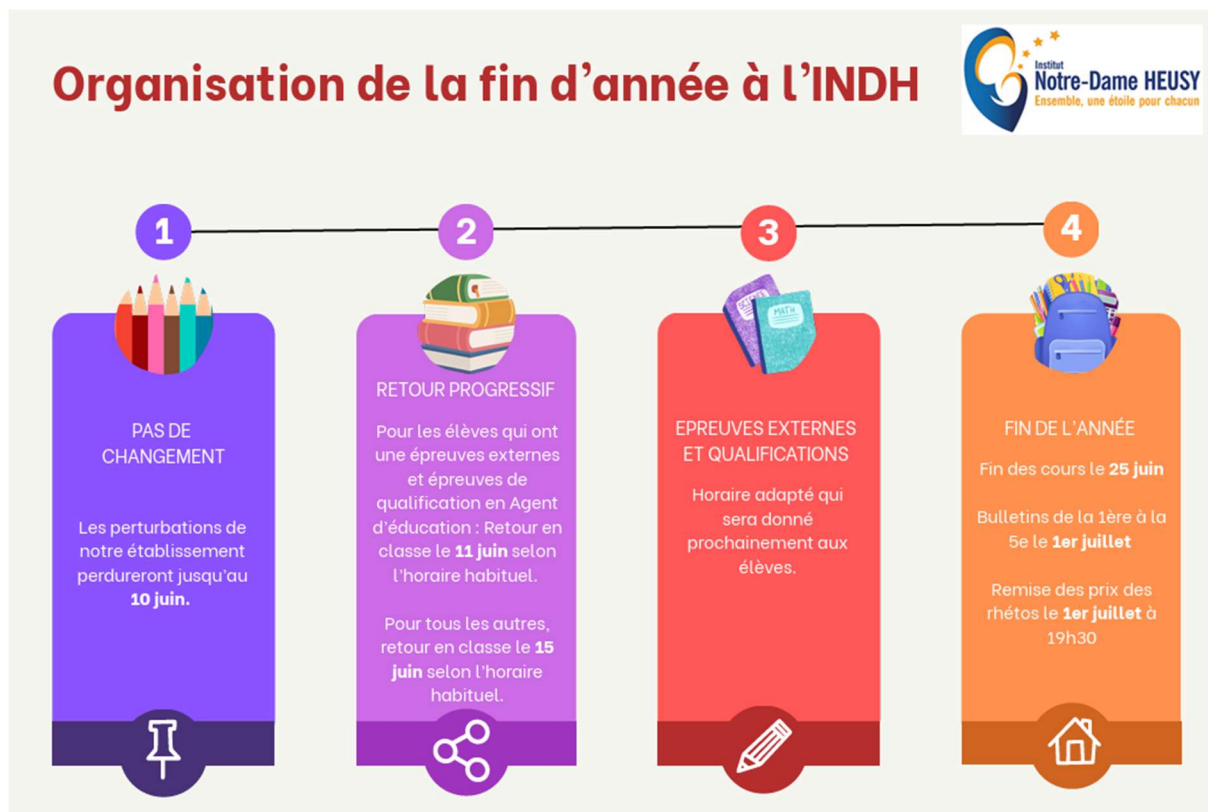 Organisation de la fin d'année à l'INDH
Institut
Notre-Dame HEUSY
Ensemble, une étoile pour chacun
1
2
3
4
PAS DE
CHANGEMENT
Les perturbations de
notre établissement
perdureront jusqu'au
10 juin.
RETOUR PROGRESSIF
Pour les élèves qui ont
une épreuves externes
et épreuves de
qualification en Agent
d'éducation : Retour en
classe le 11 juin selon
l'horaire habituel.
Pour tous les autres,
retour en classe le 15
juin selon l'horaire
habituel.
MATH
EPREUVES EXTERNES
ET QUALIFICATIONS
Horaire adapté qui
sera donné
prochainement aux
élèves.
FIN DE L'ANNÉE
Fin des cours le 25 juin
Bulletins de la 1ère à la
5e le 1er juillet
Remise des prix des
rhétos le 1er juillet à
19h30